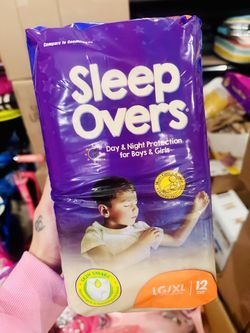 Sleep
Overs
Day & Night Protection
for Boys & Girls
LG/XL
12